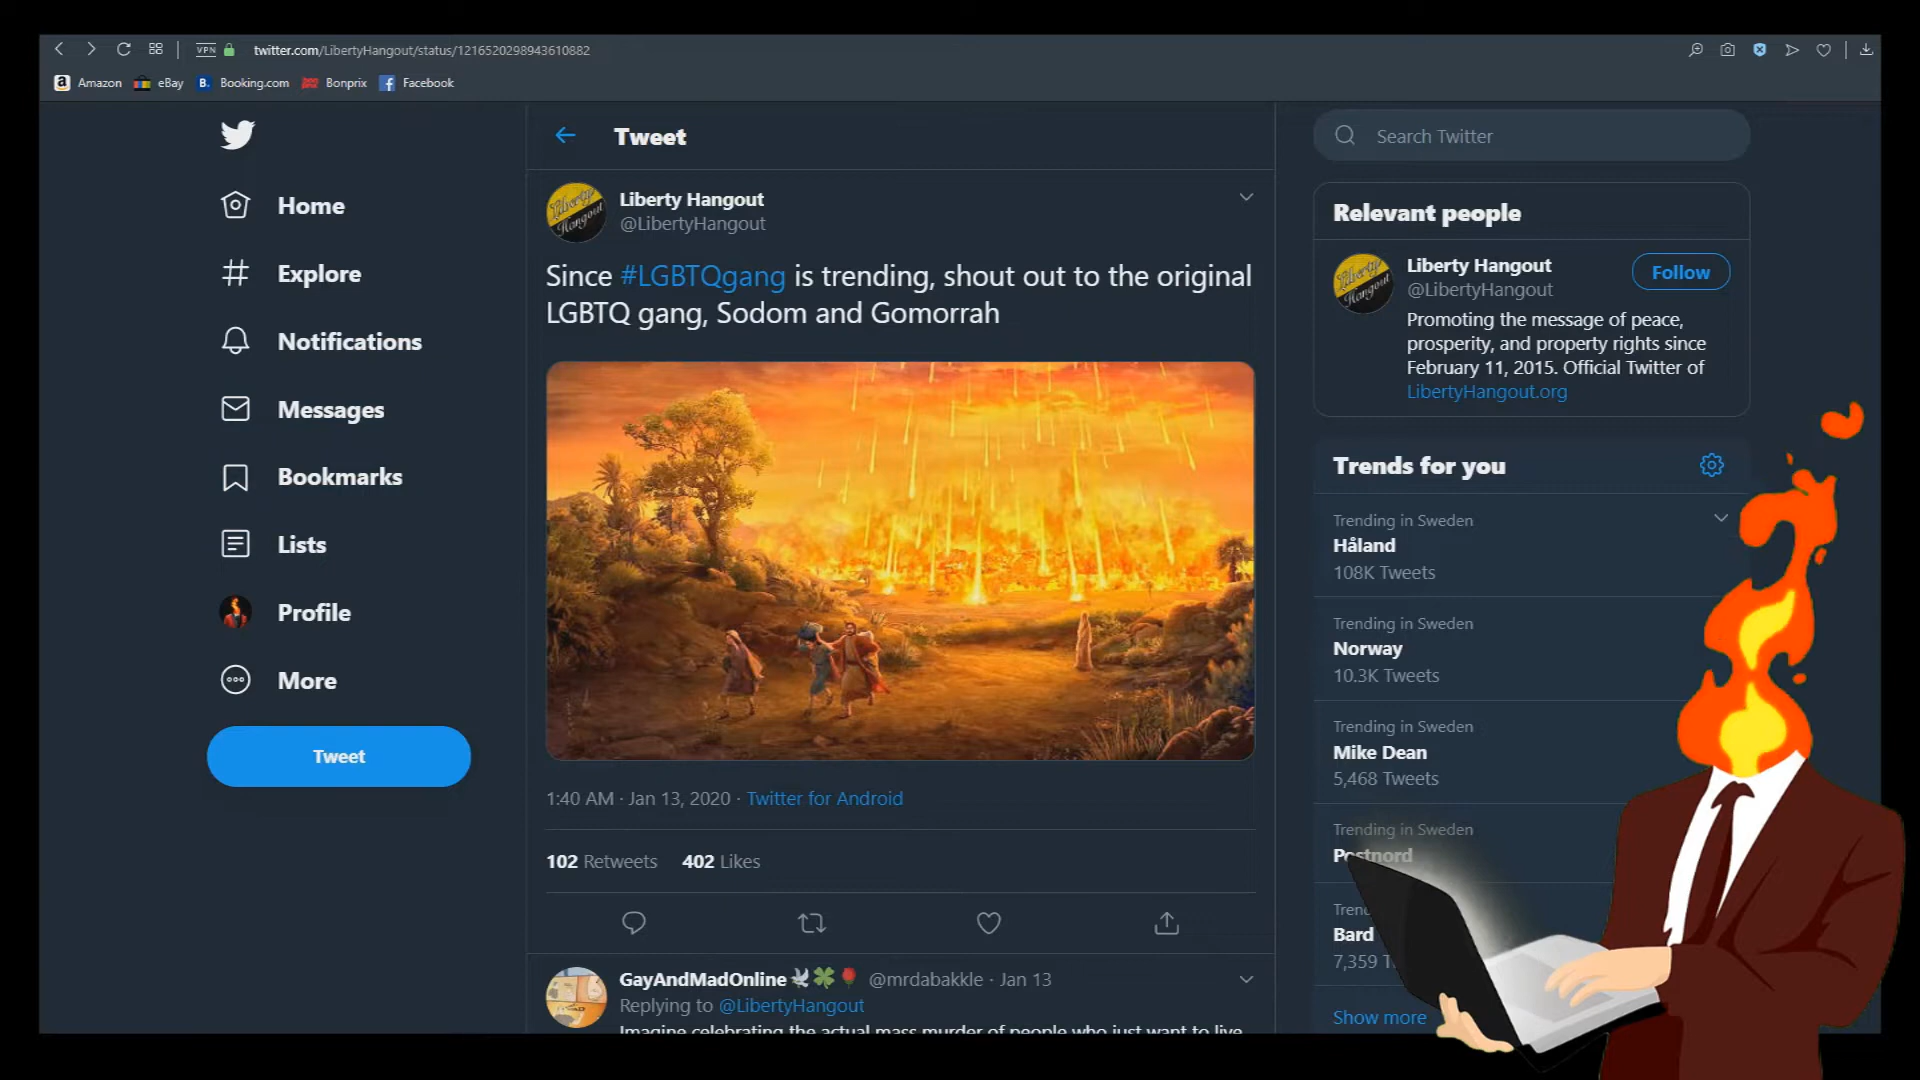 VPN twitter.com/LibertyHangout/status/1216520298943610882
Amazon eBay Booking.com Bonprix Facebook
Home
Explore
Notifications
Messages
Bookmarks
Lists
Profile
More
Tweet
Tweet
Liberty Hangout
@LibertyHangout
Since #LGBTQgang is trending, shout out to the original
LGBTQ gang, Sodom and Gomorrah
1:40 AM · Jan 13, 2020 · Twitter for Android
102 Retweets 402 Likes
GayAndMadOnline @mrdabakkle · Jan 13
Replying to @LibertyHangout
Imagine celebrating the actual mass murder of people who just want to live
Search Twitter
Relevant people
Liberty Hangout
@LibertyHangout
Follow
Promoting the message of peace,
prosperity, and property rights since
February 11, 2015. Official Twitter of
LibertyHangout.org
Trends for you
Trending in Sweden
Håland
108K Tweets
Trending in Sweden
Norway
10.3K Tweets
Trending in Sweden
Mike Dean
5,468 Tweets
Trending in Sweden
Postnord
Bard
7,359
Show more